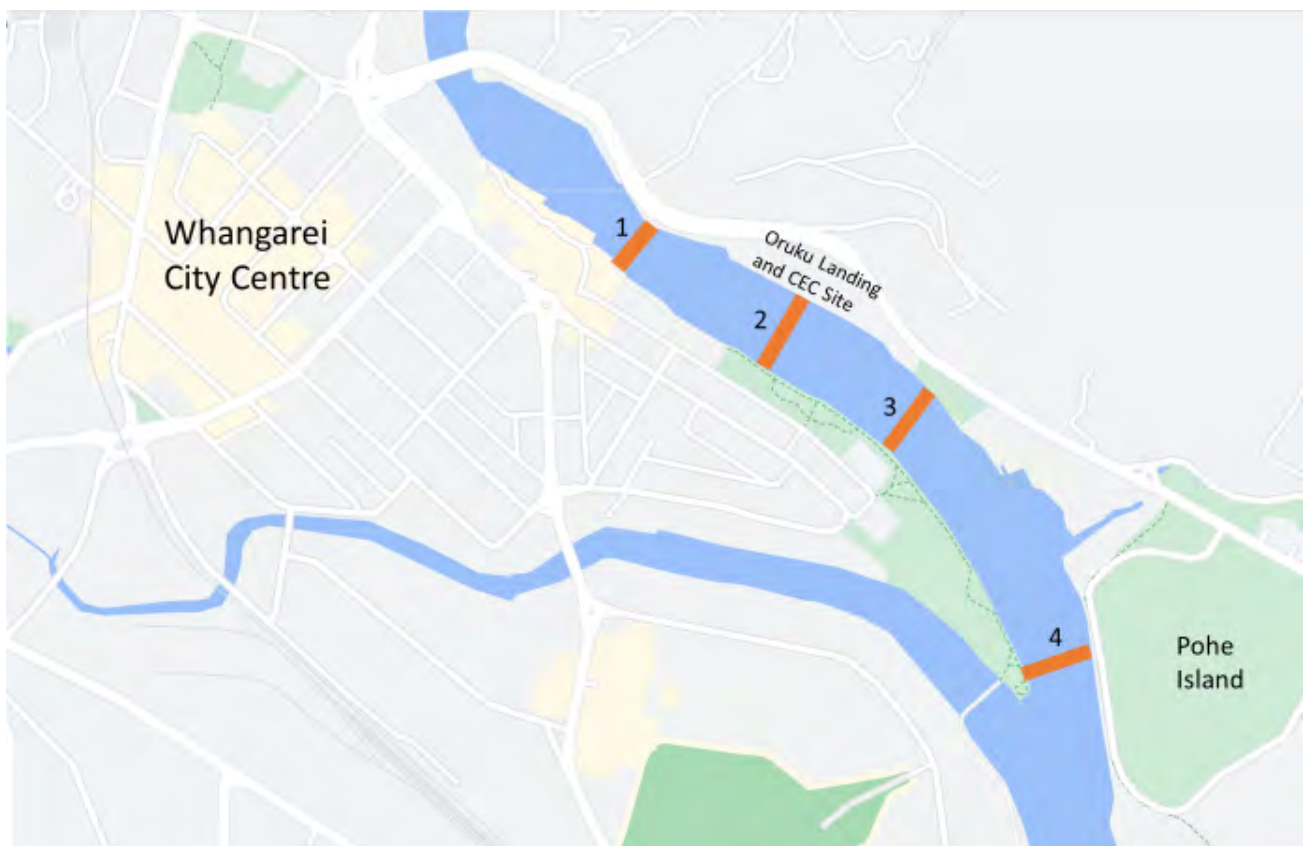 Whangarei
City Centre
1
Oruku Landing
and CEC Site
2
3
4
Pohe
Island